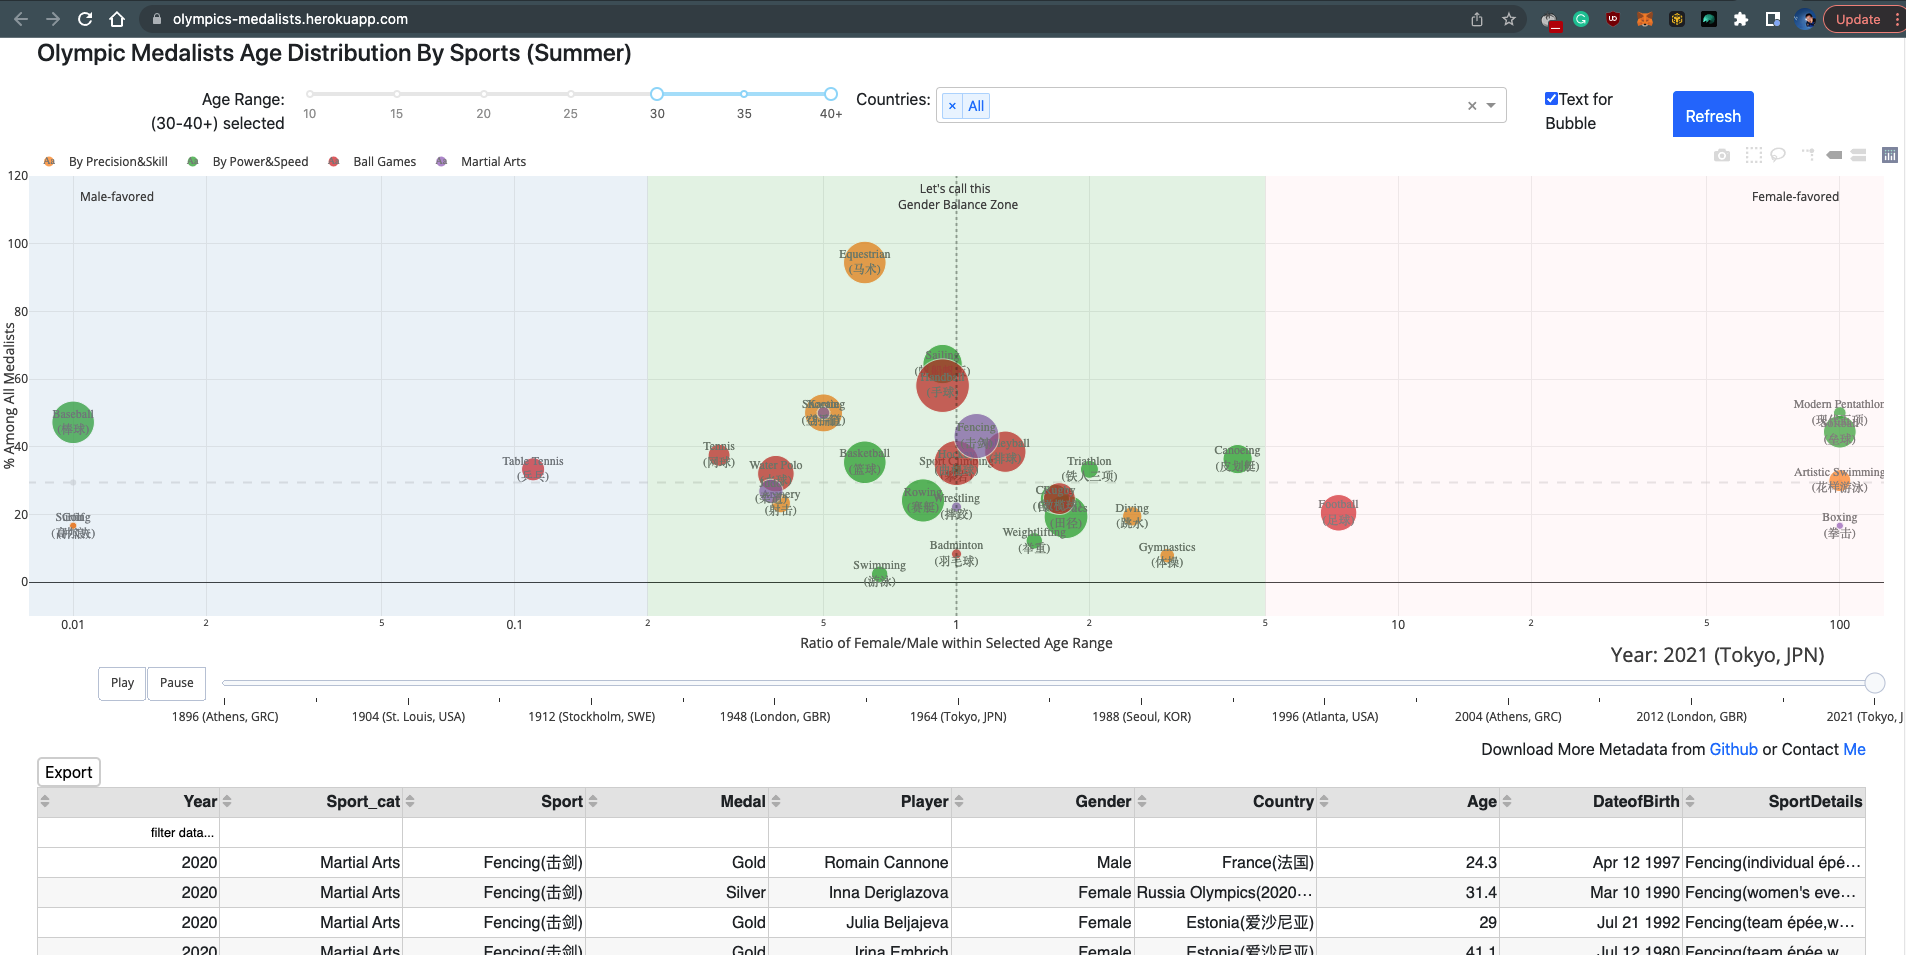 olympics-medalists.herokuapp.com
Update
Olympic Medalists Age Distribution By Sports (Summer)
Age Range:
(30-40+) selected
10 15 20 25 30 35 40+
Countries:
× All
Text for
Bubble
Refresh
By Precision&Skill By Power&Speed Ball Games Martial Arts
Male-favored
Let's call this
Gender Balance Zone
Female-favored
120
100
80
60
40
20
0
% Among All Medalists
Equestrian
(马术)
Sailing
(手球)
Baseball
(棒球)
Modern Pentathlon
(垒球)
Tennis
(网球)
Table Tennis
(乒兵)
Water Polo
Basketball
(篮球)
Fencing
Sport Climbing
Triathlon
(铁人三项)
Canoeing
(皮划艇)
Artistic Swimming
(花样游泳)
Archery
(射击)
Rowing
(赛艇)
Wrestling
(摔跤)
(田径)
Diving
(跳水)
Football
(足球)
Boxing
(拳击)
Weightlifting
(举重)
Badminton
(羽毛球)
Gymnastics
(体操)
Swimming
(游泳)
0.01 2 5 0.1 2 5 1 2 5 10 2 5 100
Ratio of Female/Male within Selected Age Range
Year: 2021 (Tokyo, JPN)
Play Pause
1896 (Athens, GRC) 1904 (St. Louis, USA) 1912 (Stockholm, SWE) 1948 (London, GBR) 1964 (Tokyo, JPN) 1988 (Seoul, KOR) 1996 (Atlanta, USA) 2004 (Athens, GRC) 2012 (London, GBR) 2021 (Tokyo, J
Download More Metadata from Github or Contact Me
Export
Year Sport_cat Sport Medal Player Gender Country Age DateofBirth SportDetails
filter data...
2020 Martial Arts Fencing(击剑) Gold Romain Cannone Male France(法国) 24.3 Apr 12 1997 Fencing(individual épé…
2020 Martial Arts Fencing(击剑) Silver Inna Deriglazova Female Russia Olympics(2020… 31.4 Mar 10 1990 Fencing(women's eve…
2020 Martial Arts Fencing(击剑) Gold Julia Beljajeva Female Estonia(爱沙尼亚) 29 Jul 21 1992 Fencing(team épée,w…
2020 Martial Arts Fencing(击剑) Gold Irina Embrich Female Estonia(爱沙尼亚) 41.1 Jul 12 1980 Fencing(team épée,w